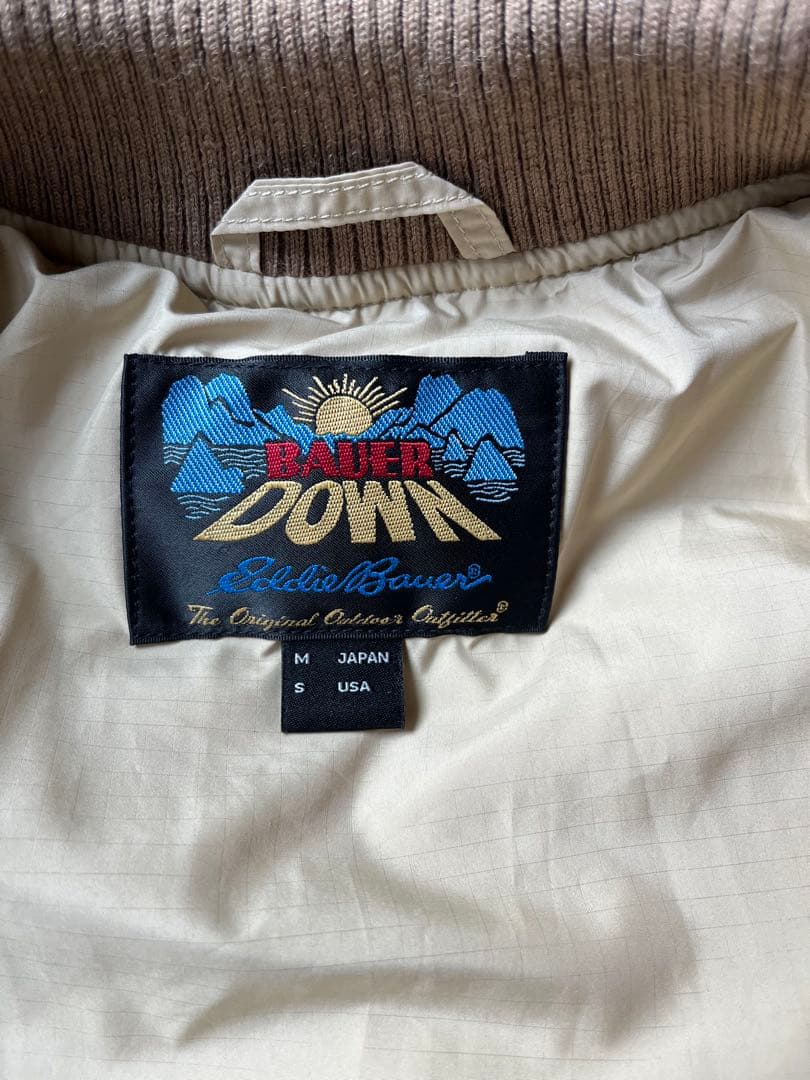 BAUER
DOWN
Eddie Bauer®
The Original Outdoor Outfitter®
M JAPAN
S USA